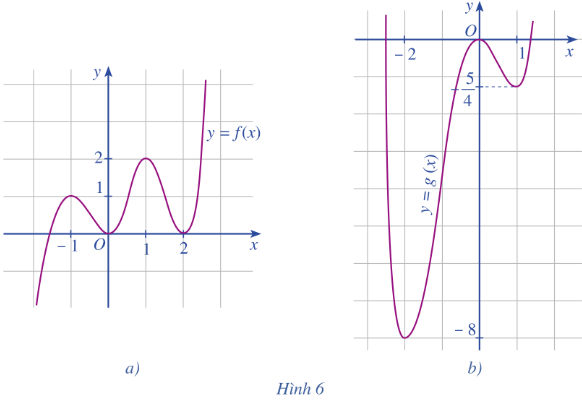 y
y = f(x)
2
1
– 1
O
1
2
x
a)
y
O
– 2
1
x
– 5/4
y = g (x)
– 8
b)
Hình 6